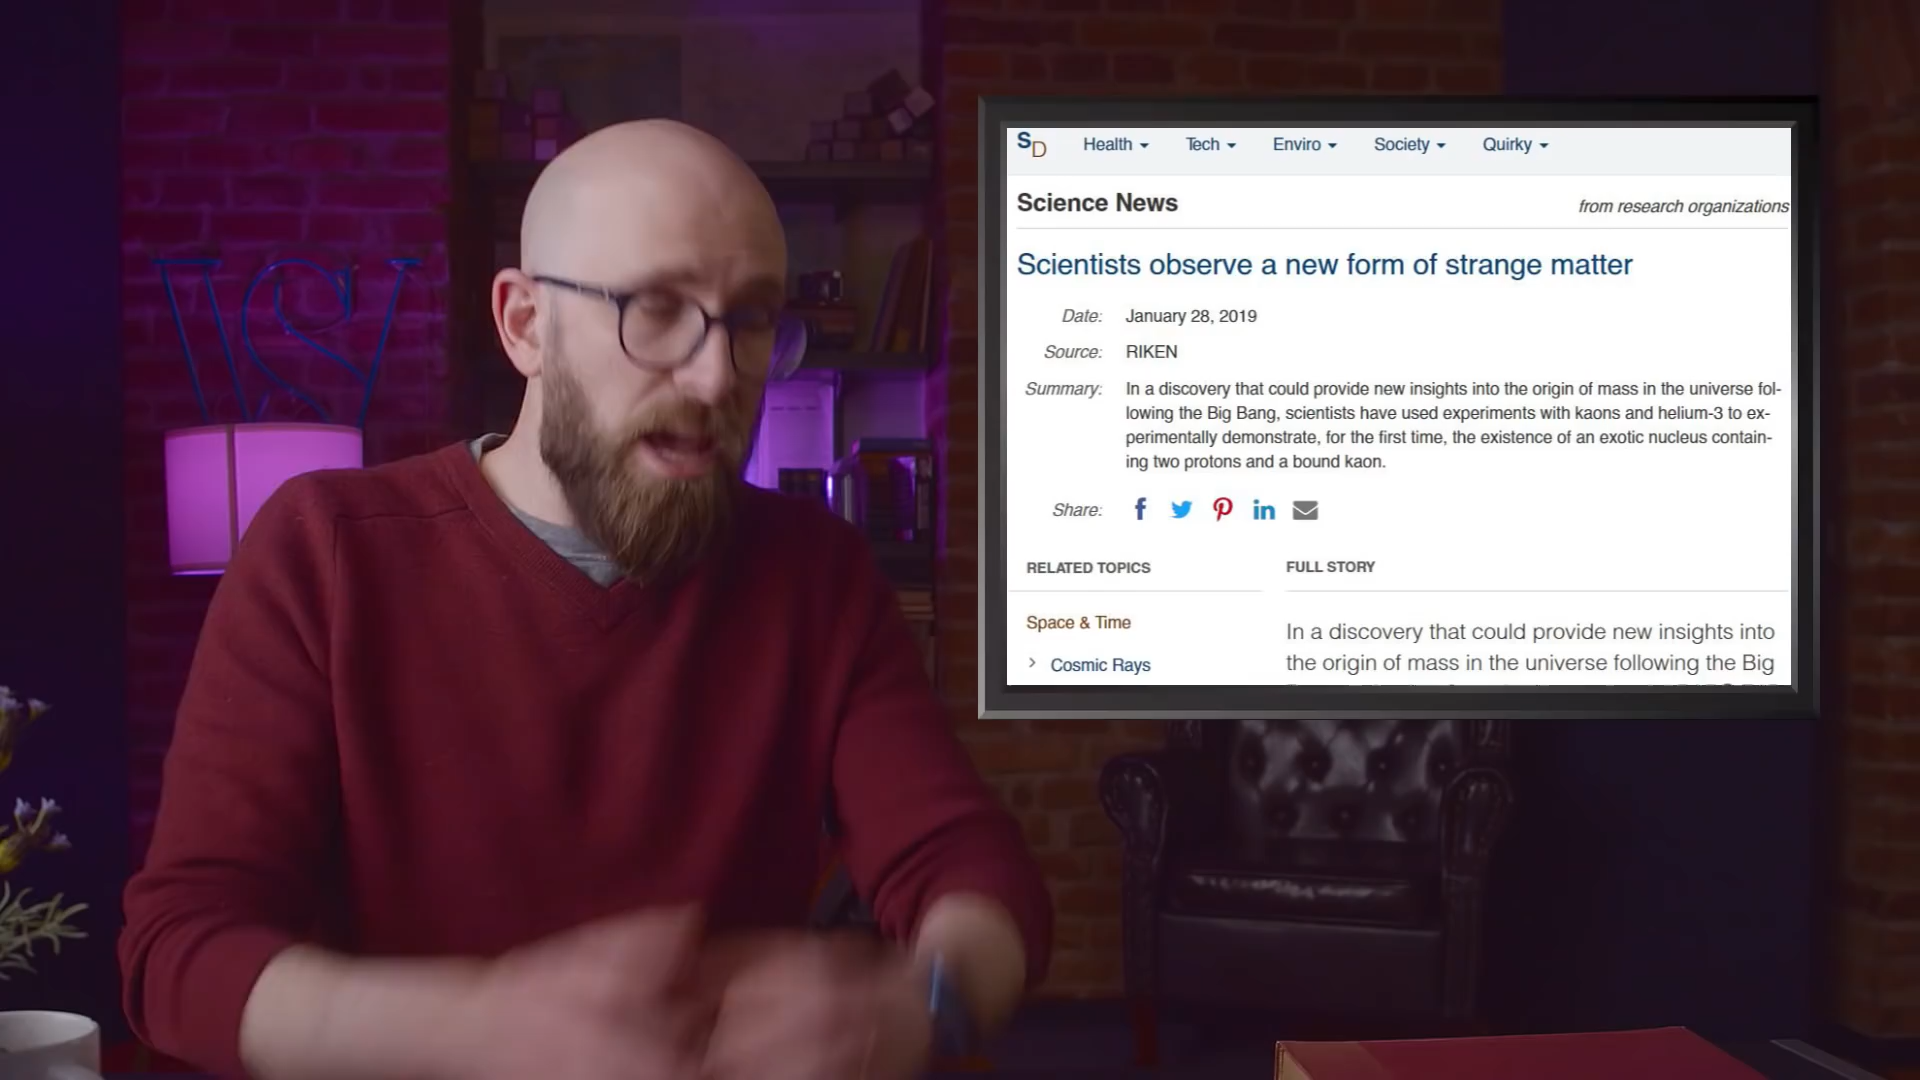 SD Health Tech Enviro Society Quirky
Science News from research organizations
Scientists observe a new form of strange matter
Date: January 28, 2019
Source: RIKEN
Summary: In a discovery that could provide new insights into the origin of mass in the universe fol-
lowing the Big Bang, scientists have used experiments with kaons and helium-3 to ex-
perimentally demonstrate, for the first time, the existence of an exotic nucleus contain-
ing two protons and a bound kaon.
Share:
RELATED TOPICS
Space & Time
Cosmic Rays
FULL STORY
In a discovery that could provide new insights into
the origin of mass in the universe following the Big